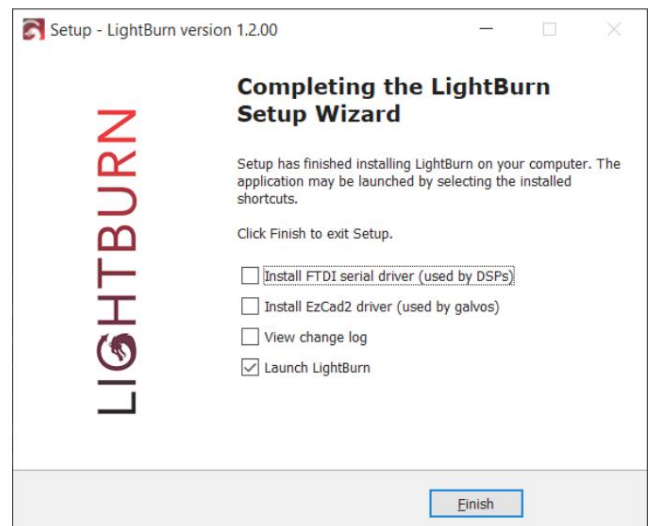 Setup - LightBurn version 1.2.00
LIGHTBURN
Completing the LightBurn
Setup Wizard
Setup has finished installing LightBurn on your computer. The
application may be launched by selecting the installed
shortcuts.
Click Finish to exit Setup.
Install FTDI serial driver (used by DSPs)
Install EzCad2 driver (used by galvos)
View change log
Launch LightBurn
Finish